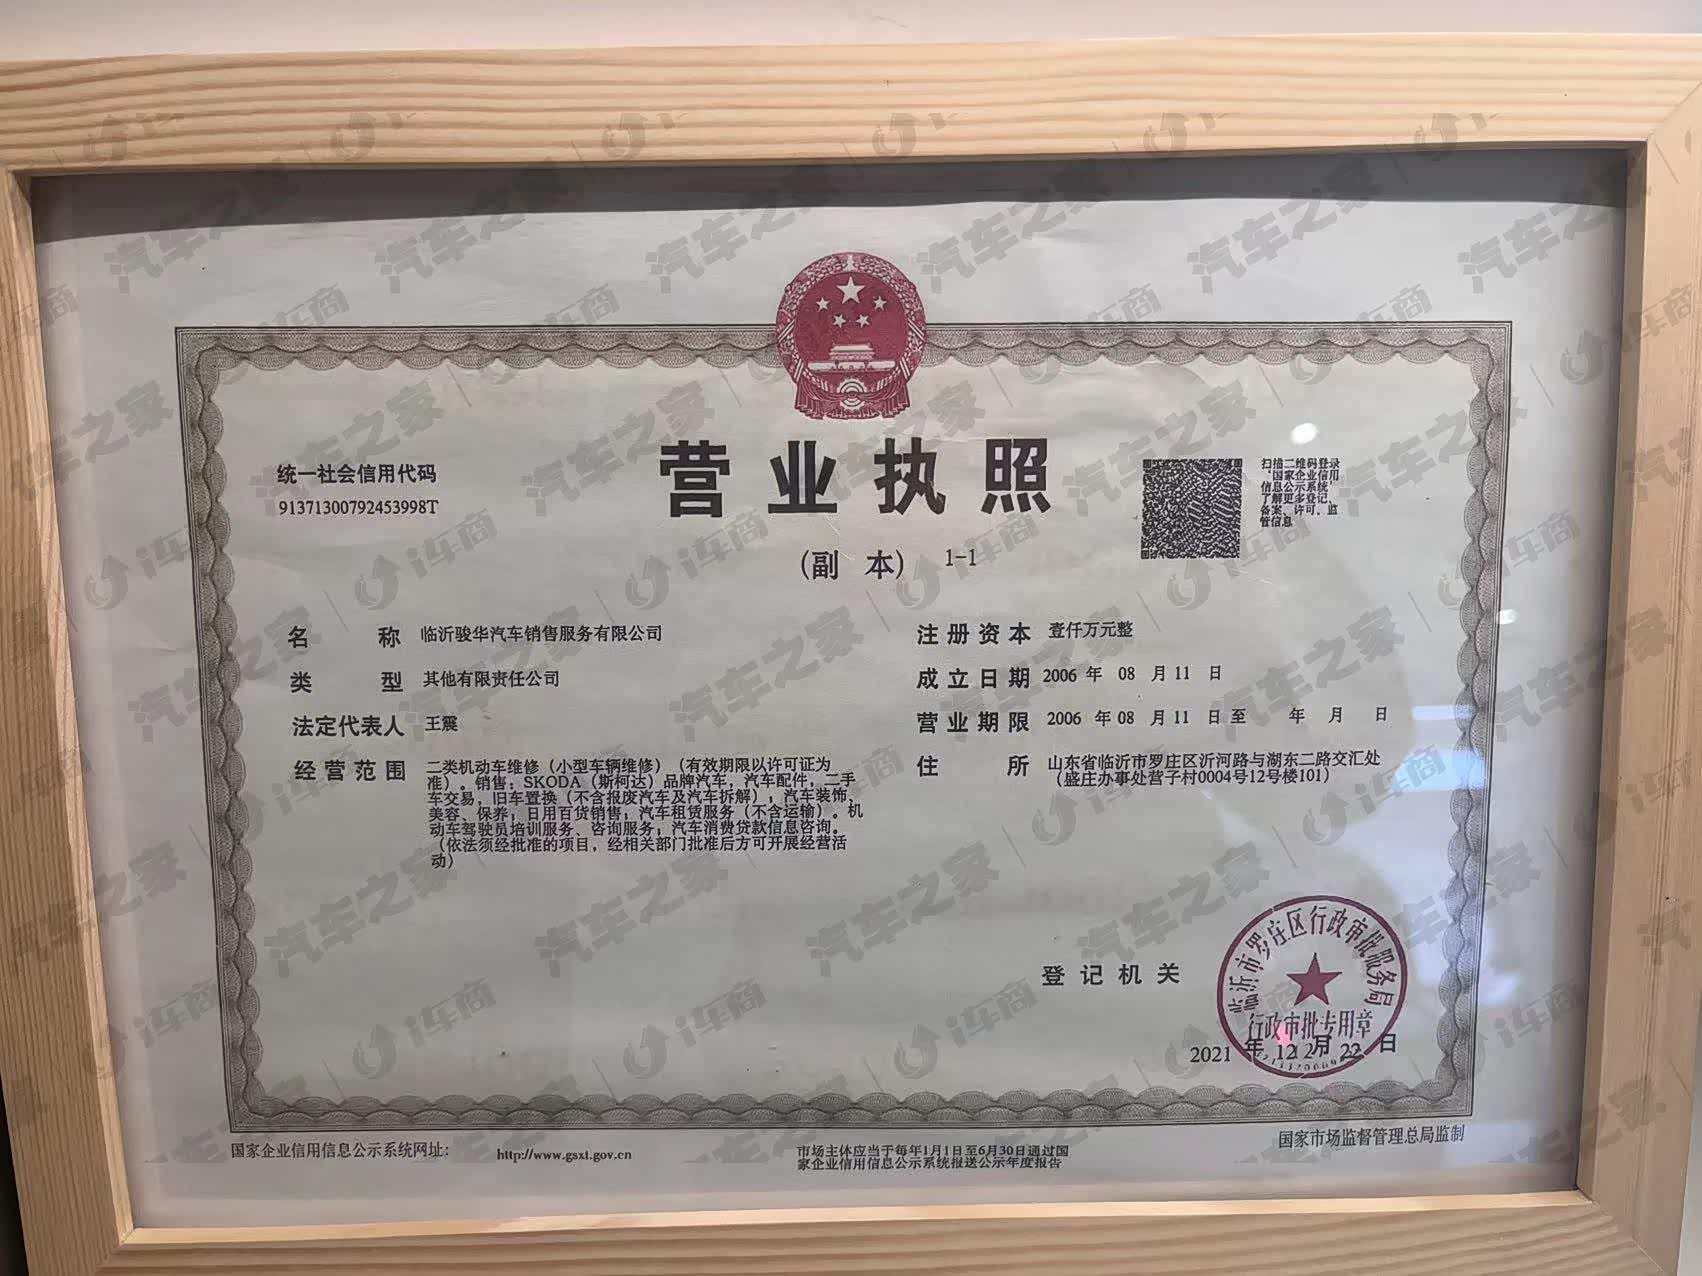 营业执照
(副 本) 1-1
统一社会信用代码
91371300792453998T
扫描二维码登录
‘国家企业信用
信息公示系统’
了解更多登记、
备案、许可、监
管信息
名 称 临沂骏华汽车销售服务有限公司
类 型 其他有限责任公司
法定代表人 王震
经营范围 二类机动车维修（小型车辆维修）（有效期限以许可证为
准）。销售：SKODA（斯柯达）品牌汽车，汽车配件，二手
车交易，旧车置换（不含报废汽车及汽车拆解），汽车装饰、
美容、保养；日用百货销售；汽车租赁服务（不含运输）。机
动车驾驶员培训服务、咨询服务；汽车消费贷款信息咨询。
（依法须经批准的项目，经相关部门批准后方可开展经营活
动）
注册资本 壹仟万元整
成立日期 2006 年 08 月 11 日
营业期限 2006 年 08 月 11 日 至 年 月 日
住 所 山东省临沂市罗庄区沂河路与湖东二路交汇处
（盛庄办事处营子村0004号12号楼101）
登记机关
临沂市罗庄区行政审批服务局
行政审批专用章
2021 年 12 月 22 日
国家企业信用信息公示系统网址： http://www.gsxt.gov.cn
市场主体应当于每年1月1日至6月30日通过国
家企业信用信息公示系统报送公示年度报告
国家市场监督管理总局监制
汽车之家 | i车商